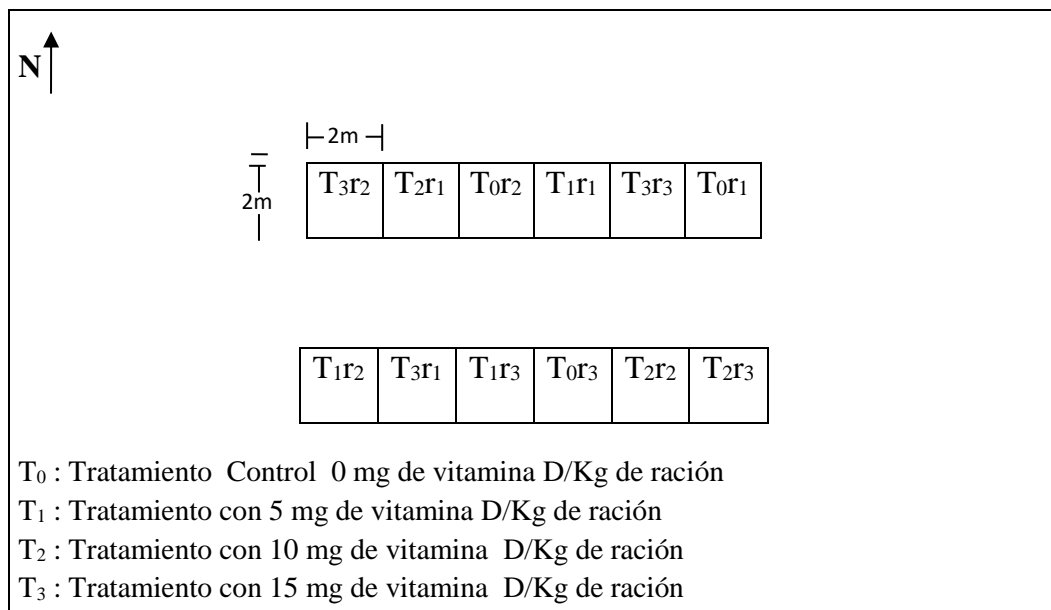 N
2m
2m
T₃r₂ T₂r₁ T₀r₂ T₁r₁ T₃r₃ T₀r₁
T₁r₂ T₃r₁ T₁r₃ T₀r₃ T₂r₂ T₂r₃
T₀ : Tratamiento Control 0 mg de vitamina D/Kg de ración
T₁ : Tratamiento con 5 mg de vitamina D/Kg de ración
T₂ : Tratamiento con 10 mg de vitamina D/Kg de ración
T₃ : Tratamiento con 15 mg de vitamina D/Kg de ración